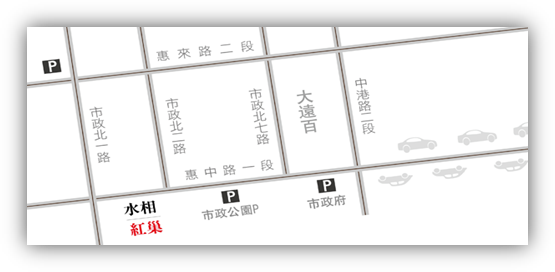 惠來路二段
P
市政北一路
市政北二路
市政北七路
大遠百
中港路二段
惠中路一段
水相
紅巢
P
市政公園P
P
市政府